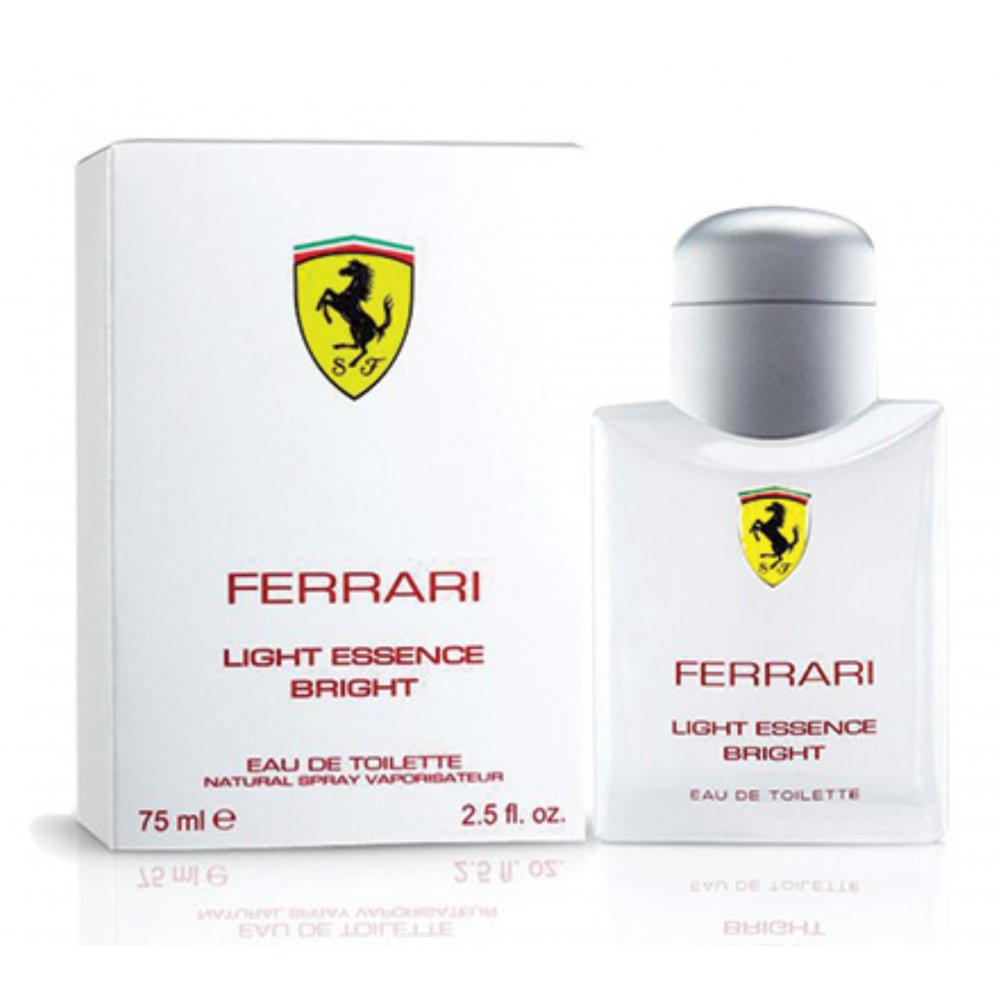 S F
FERRARI
LIGHT ESSENCE
BRIGHT
EAU DE TOILETTE
NATURAL SPRAY VAPORISATEUR
75 ml e
2.5 fl. oz.
S F
FERRARI
LIGHT ESSENCE
BRIGHT
EAU DE TOILETTE